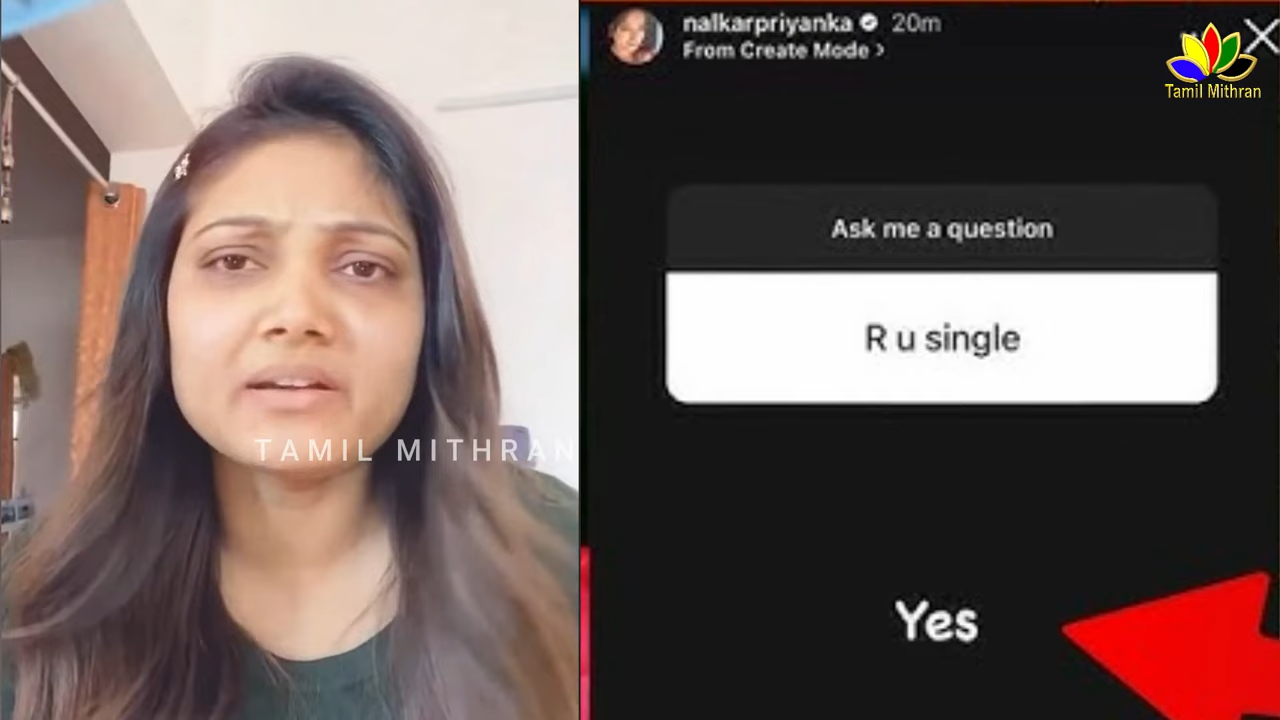 TAMIL MITHRAN
nalkarpriyanka 20m
From Create Mode >
Tamil Mithran
Ask me a question
R u single
Yes